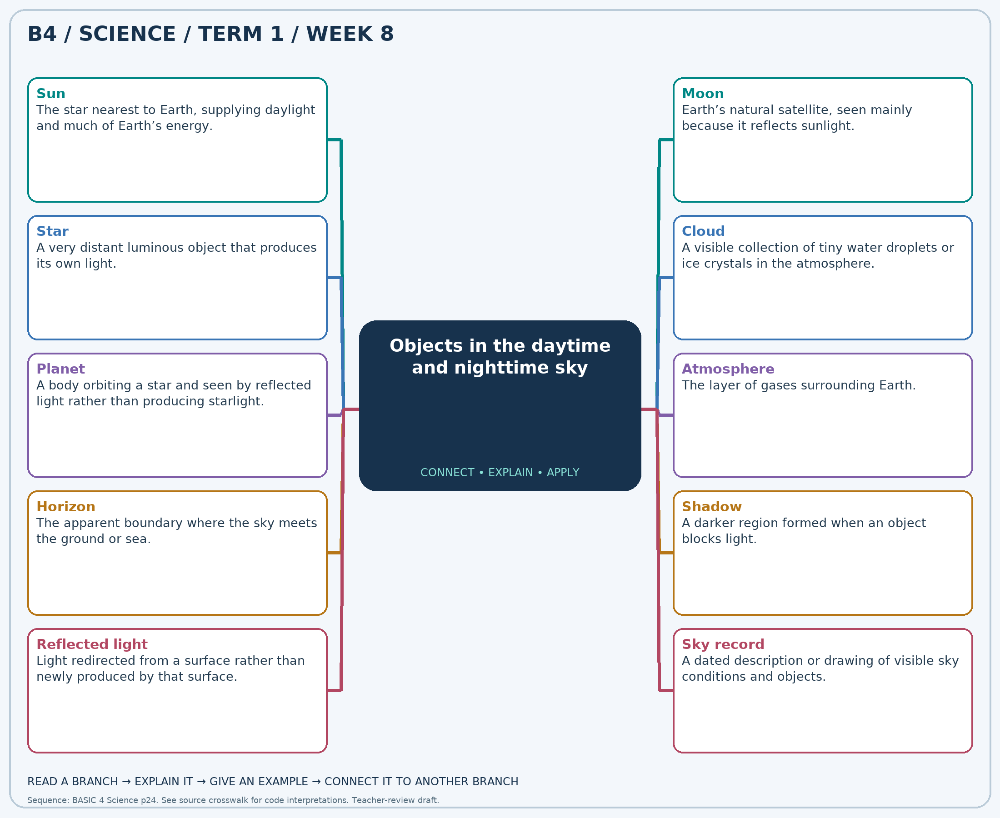 B4 / SCIENCE / TERM 1 / WEEK 8
Sun
The star nearest to Earth, supplying daylight
and much of Earth’s energy.
Star
A very distant luminous object that produces
its own light.
Planet
A body orbiting a star and seen by reflected
light rather than producing starlight.
Horizon
The apparent boundary where the sky meets
the ground or sea.
Reflected light
Light redirected from a surface rather than
newly produced by that surface.
Objects in the daytime
and nighttime sky
CONNECT • EXPLAIN • APPLY
Moon
Earth’s natural satellite, seen mainly
because it reflects sunlight.
Cloud
A visible collection of tiny water droplets or
ice crystals in the atmosphere.
Atmosphere
The layer of gases surrounding Earth.
Shadow
A darker region formed when an object
blocks light.
Sky record
A dated description or drawing of visible sky
conditions and objects.
READ A BRANCH → EXPLAIN IT → GIVE AN EXAMPLE → CONNECT IT TO ANOTHER BRANCH
Sequence: BASIC 4 Science p24. See source crosswalk for code interpretations. Teacher-review draft.